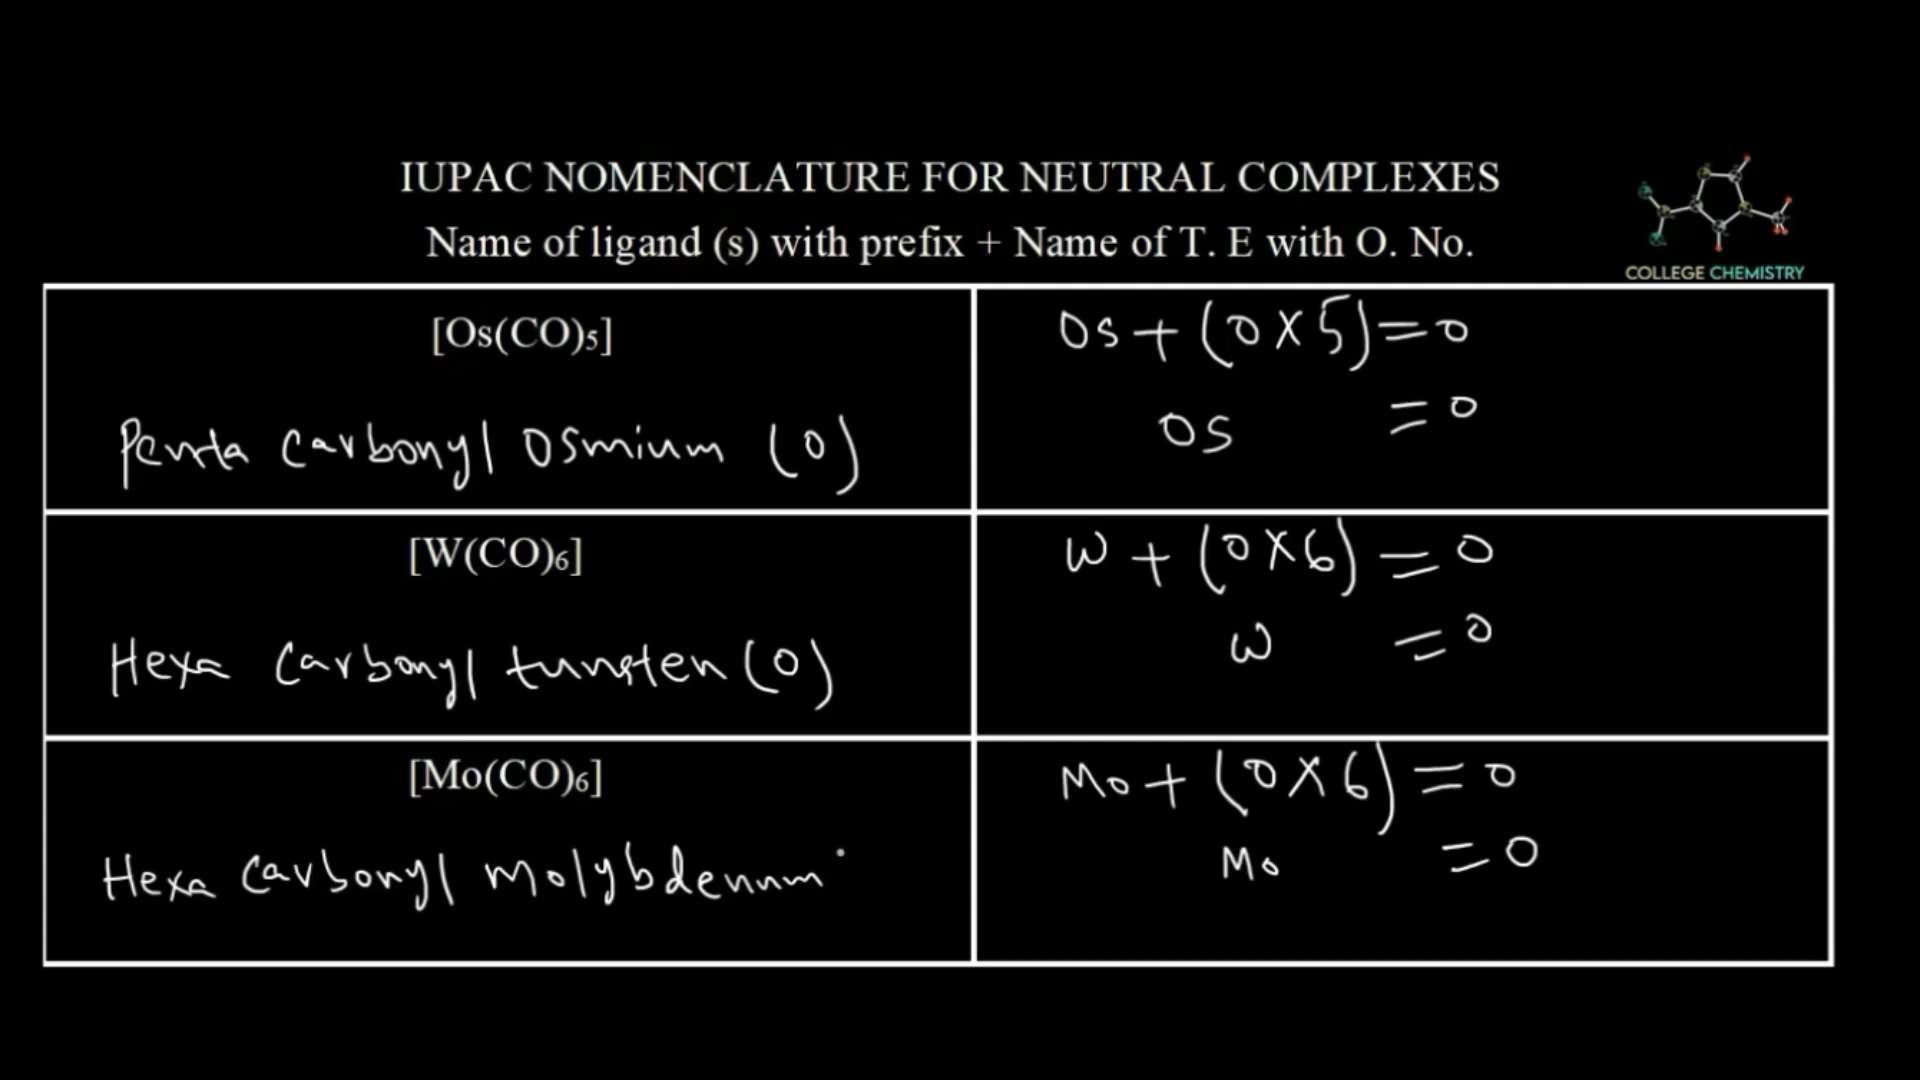 IUPAC NOMENCLATURE FOR NEUTRAL COMPLEXES
Name of ligand (s) with prefix + Name of T. E with O. No.
COLLEGE CHEMISTRY
[Os(CO)₅]
Os + (0 × 5) = 0
Os = 0
Penta carbonyl Osmium (0)
[W(CO)₆]
W + (0 × 6) = 0
W = 0
Hexa carbonyl tunsten (0)
[Mo(CO)₆]
Mo + (0 × 6) = 0
Mo = 0
Hexa carbonyl molybdenum